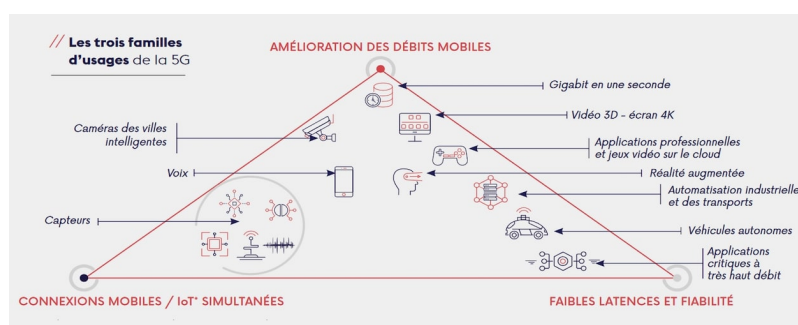 // Les trois familles
d'usages de la 5G
AMÉLIORATION DES DÉBITS MOBILES
Gigabit en une seconde
Vidéo 3D - écran 4K
Caméras des villes
intelligentes
Applications professionnelles
et jeux vidéo sur le cloud
Voix
Réalité augmentée
Automatisation industrielle
et des transports
Capteurs
Véhicules autonomes
Applications
critiques à
très haut débit
CONNEXIONS MOBILES / IoT* SIMULTANÉES
FAIBLES LATENCES ET FIABILITÉ